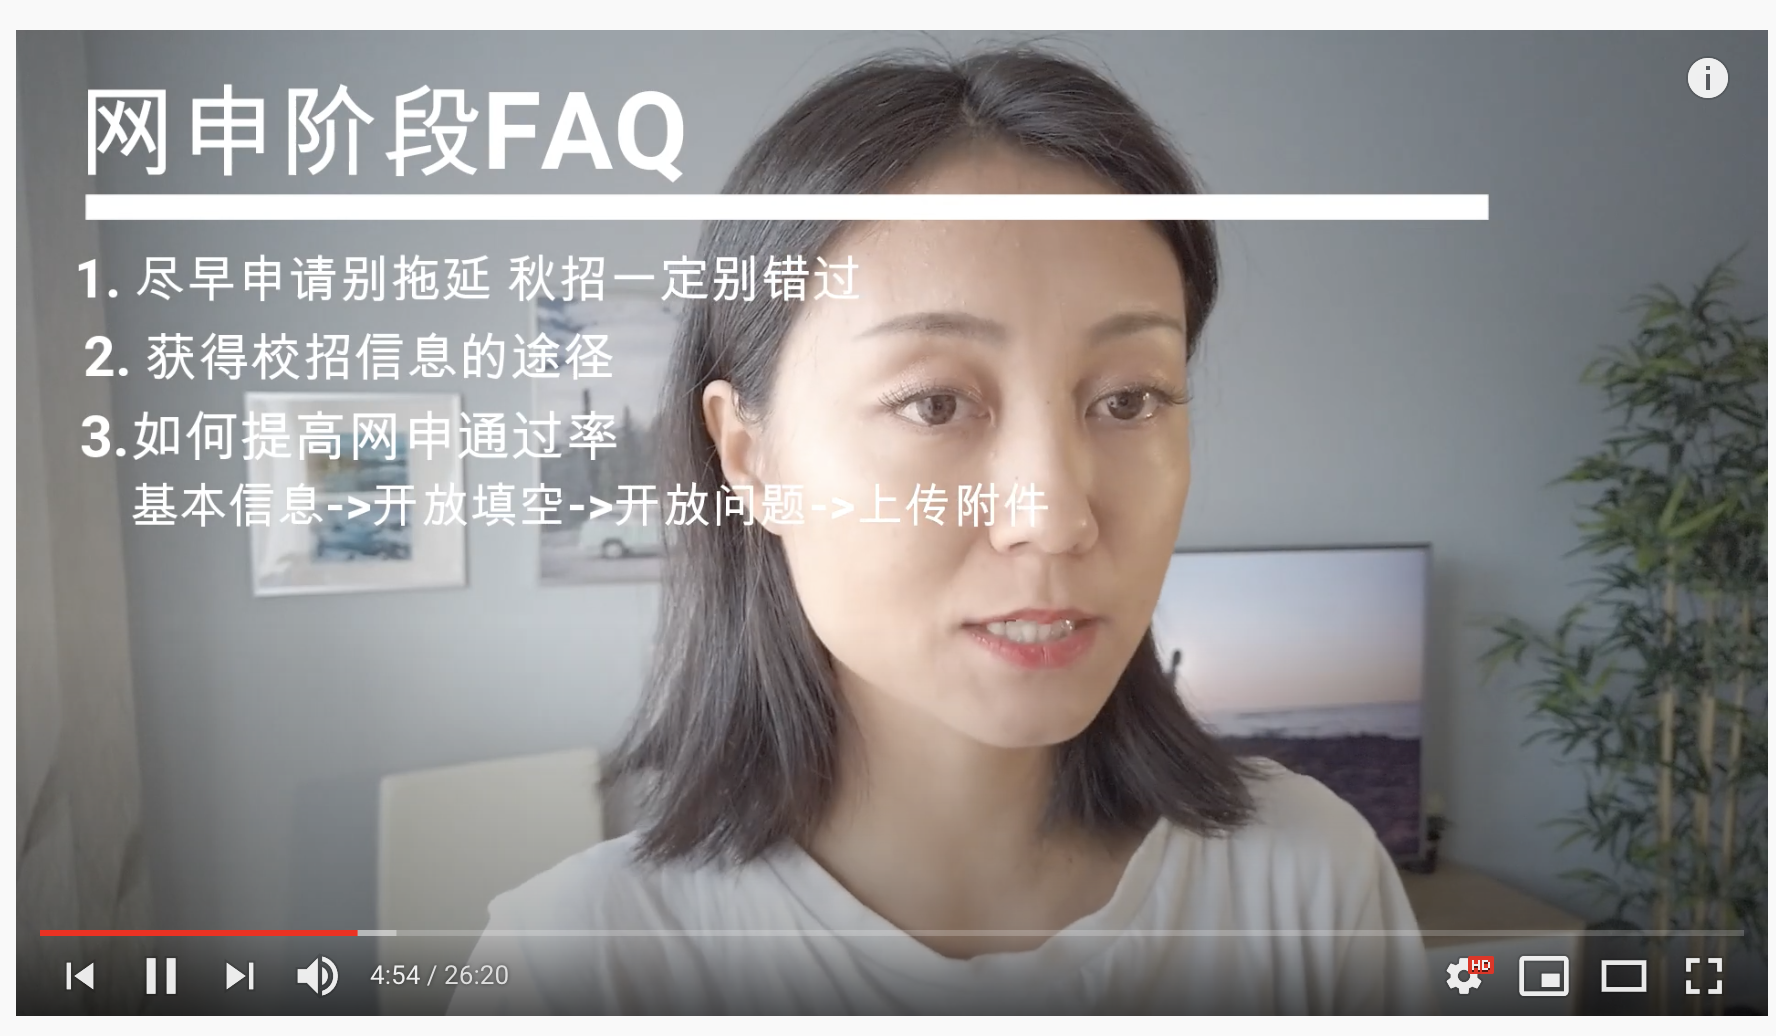 网申阶段FAQ
1. 尽早申请别拖延 秋招一定别错过
2. 获得校招信息的途径
3.如何提高网申通过率
基本信息->开放填空->开放问题->上传附件
4:54 / 26:20
HD